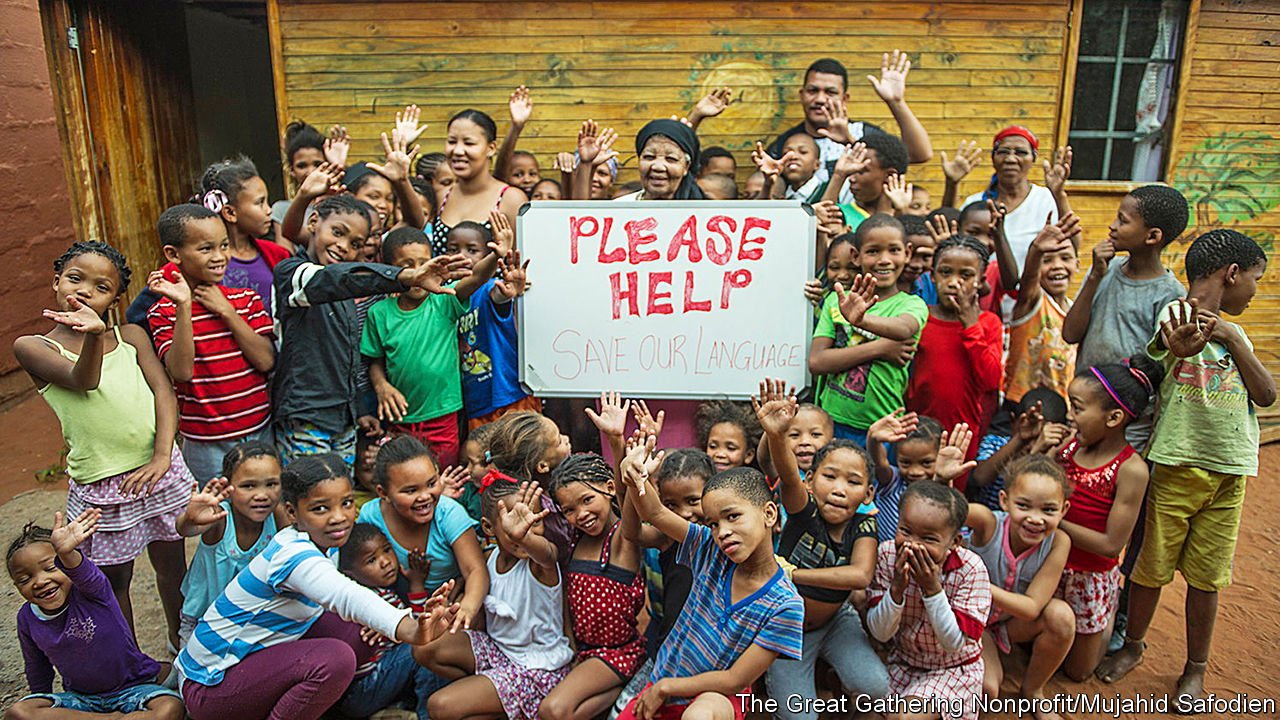 PLEASE
HELP
SAVE OUR LANGUAGE
The Great Gathering Nonprofit/Mujahid Safodien